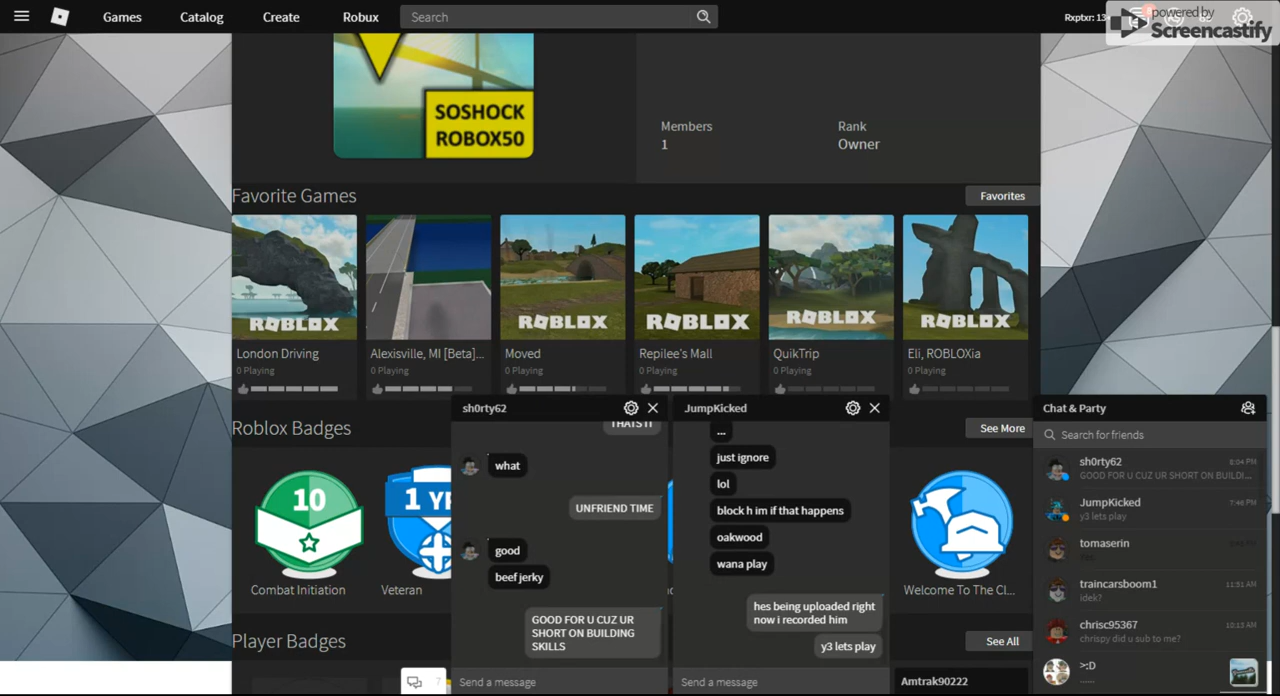 Games
Catalog
Create
Robux
Search
powered by
Screencastify
SOSHOCK
ROBOX50
Members
1
Rank
Owner
Favorite Games
Favorites
ROBLOX
ROBLOX
ROBLOX
ROBLOX
ROBLOX
London Driving
Alexisville, MI [Beta]...
Moved
Repilee's Mall
QuikTrip
Eli, ROBLOXia
0 Playing
0 Playing
0 Playing
0 Playing
0 Playing
0 Playing
Roblox Badges
See More
10
1 YR
Combat Initiation
Veteran
Welcome To The Cl...
Player Badges
See All
7
Amtrak90222
sh0rty62
THATS IT
what
UNFRIEND TIME
good
beef jerky
GOOD FOR U CUZ UR
SHORT ON BUILDING
SKILLS
Send a message
JumpKicked
...
just ignore
lol
block h im if that happens
oakwood
wana play
hes being uploaded right
now i recorded him
y3 lets play
Send a message
Chat & Party
Search for friends
sh0rty62
8:04 PM
GOOD FOR U CUZ UR SHORT ON BUILDI...
JumpKicked
7:46 PM
y3 lets play
tomaserin
traincarsboom1
11:51 AM
idek?
chrisc95367
10:13 AM
chrispy did u sub to me?
>:D
......